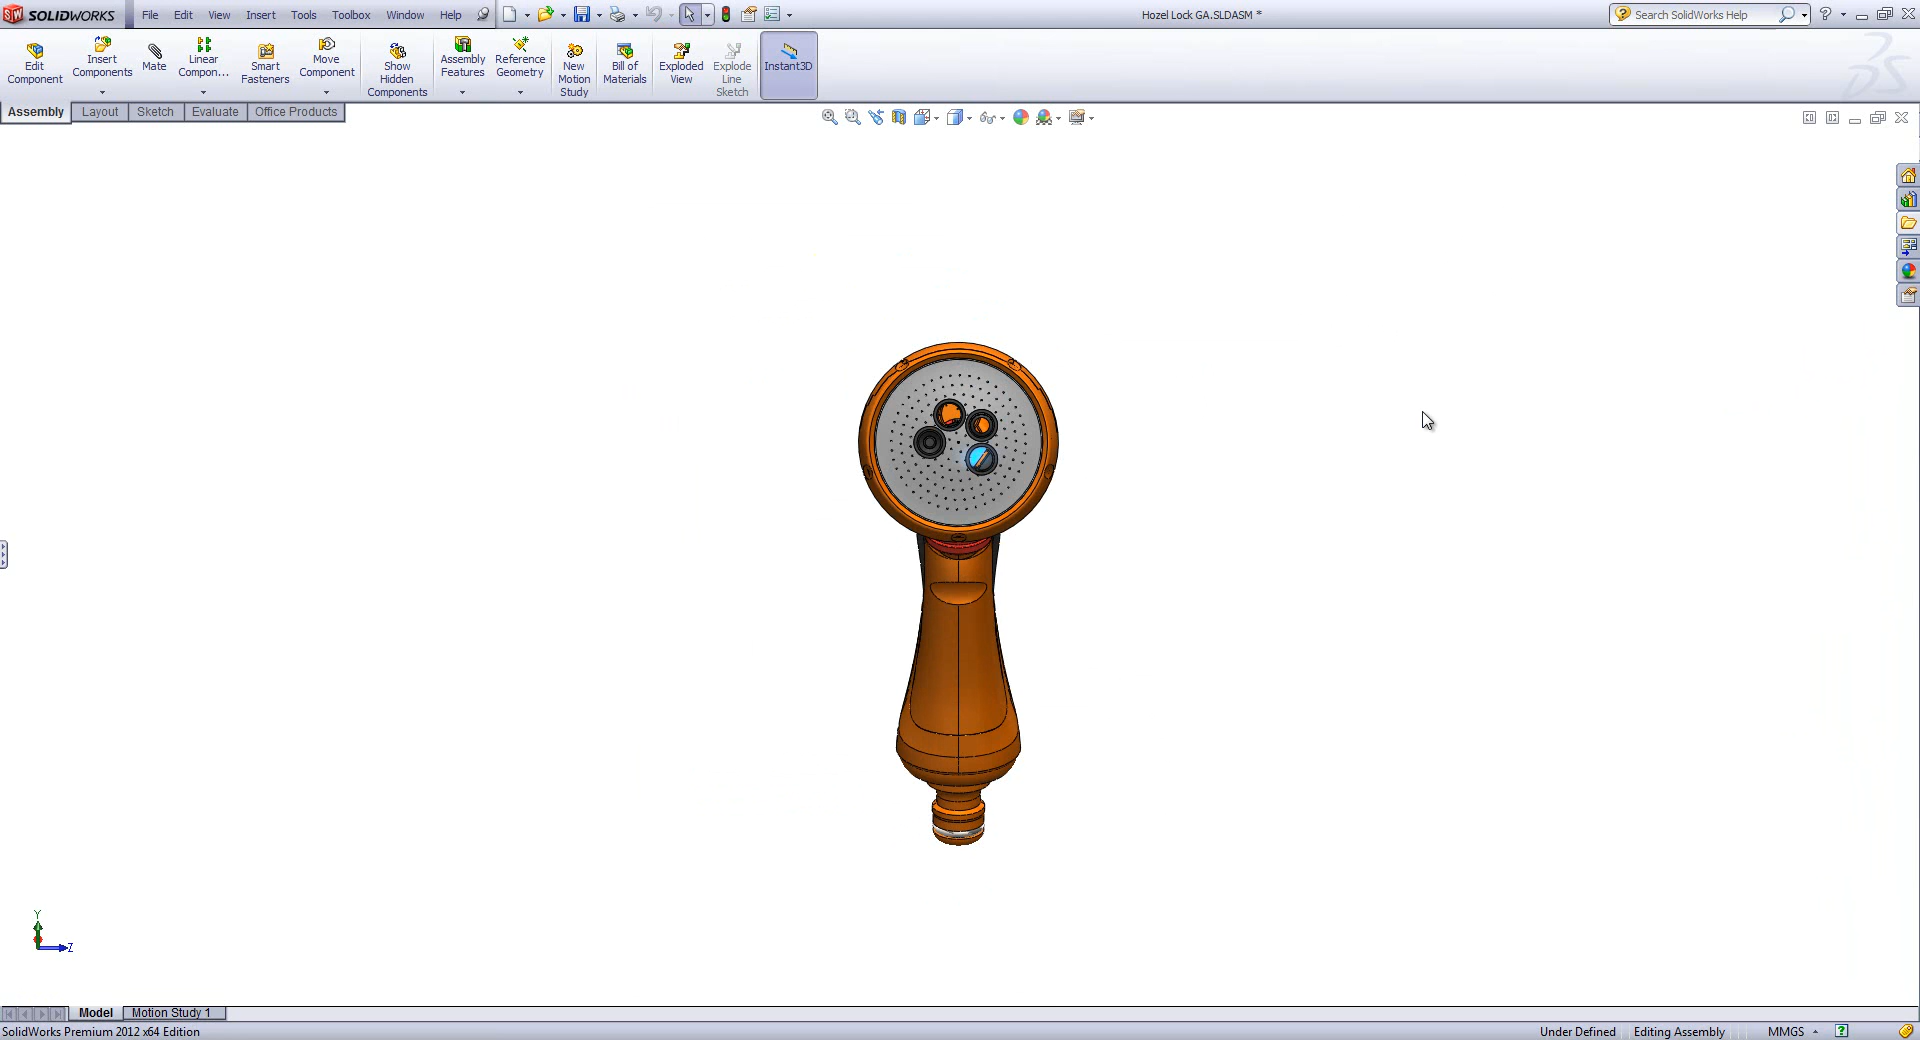 SOLIDWORKS File Edit View Insert Tools Toolbox Window Help Hozel Lock GA.SLDASM * Search SolidWorks Help
Edit Component
Insert Components
Mate
Linear Compon...
Smart Fasteners
Move Component
Show Hidden Components
Assembly Features
Reference Geometry
New Motion Study
Bill of Materials
Exploded View
Explode Line Sketch
Instant3D
Assembly Layout Sketch Evaluate Office Products
Y
Z
Model Motion Study 1
SolidWorks Premium 2012 x64 Edition Under Defined Editing Assembly MMGS